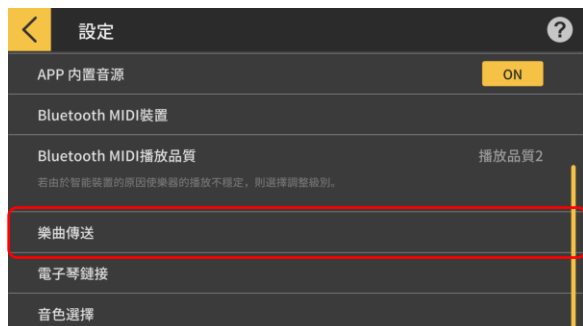 設定
?
APP 内置音源
ON
Bluetooth MIDI裝置
Bluetooth MIDI播放品質
播放品質2
若由於智能裝置的原因使樂器的播放不穩定，則選擇調整級別。
樂曲傳送
電子琴鏈接
音色選擇